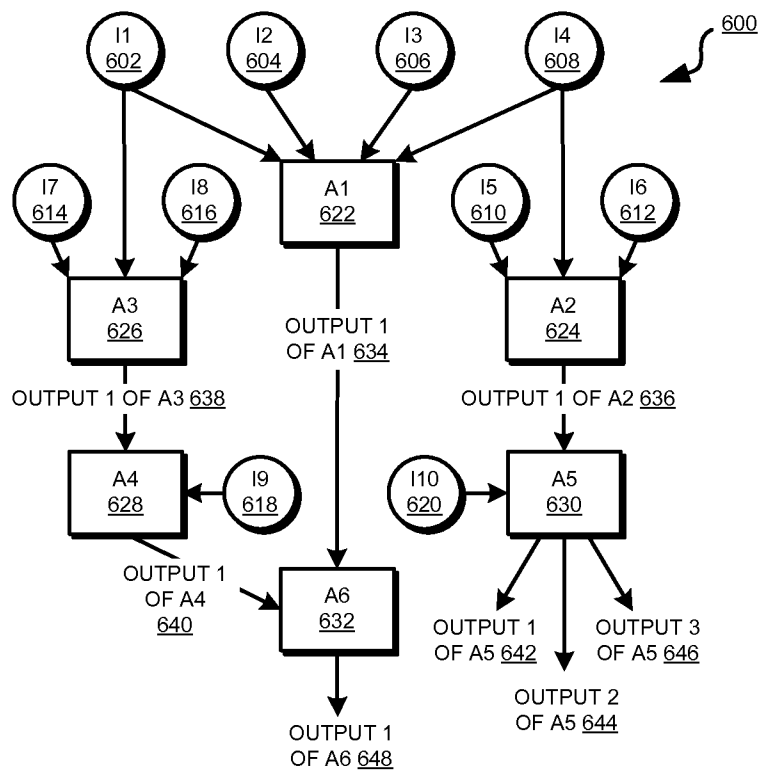 600
I1
602
I2
604
I3
606
I4
608
I7
614
I8
616
A1
622
I5
610
I6
612
A3
626
OUTPUT 1
OF A1 634
A2
624
OUTPUT 1 OF A3 638
OUTPUT 1 OF A2 636
A4
628
I9
618
I10
620
A5
630
OUTPUT 1
OF A4
640
A6
632
OUTPUT 1
OF A5 642
OUTPUT 3
OF A5 646
OUTPUT 2
OF A5 644
OUTPUT 1
OF A6 648